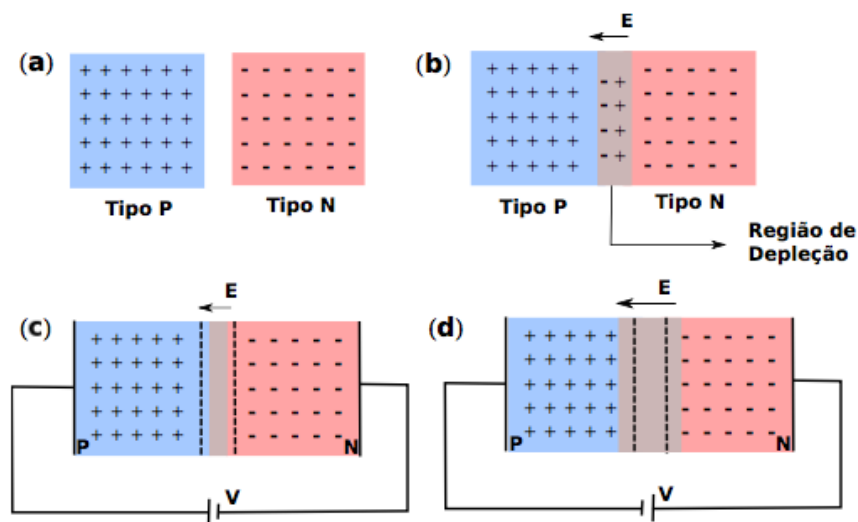 (a)
+ + + + + +
+ + + + + +
+ + + + + +
+ + + + + +
+ + + + + +
Tipo P
- - - - - -
- - - - - -
- - - - - -
- - - - - -
- - - - - -
Tipo N
(b)
E
+ + + + +
+ + + + +
+ + + + +
+ + + + +
+ + + + +
- +
- +
- +
- +
- - - - -
- - - - -
- - - - -
- - - - -
- - - - -
Tipo P
Tipo N
Região de
Depleção
(c)
E
+ + + + +
+ + + + +
+ + + + +
+ + + + +
+ + + + +
- - - - -
- - - - -
- - - - -
- - - - -
- - - - -
P
N
V
(d)
E
+ + + + +
+ + + + +
+ + + + +
+ + + + +
+ + + + +
- - - - -
- - - - -
- - - - -
- - - - -
- - - - -
P
N
V